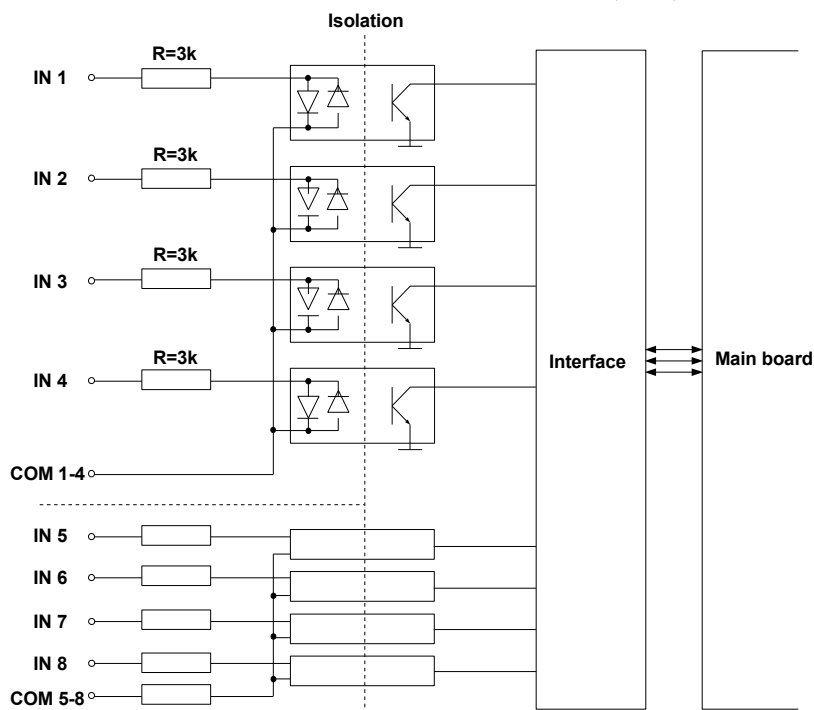 Isolation
R=3k
IN 1
R=3k
IN 2
R=3k
IN 3
R=3k
IN 4
Interface
Main board
COM 1-4
IN 5
IN 6
IN 7
IN 8
COM 5-8